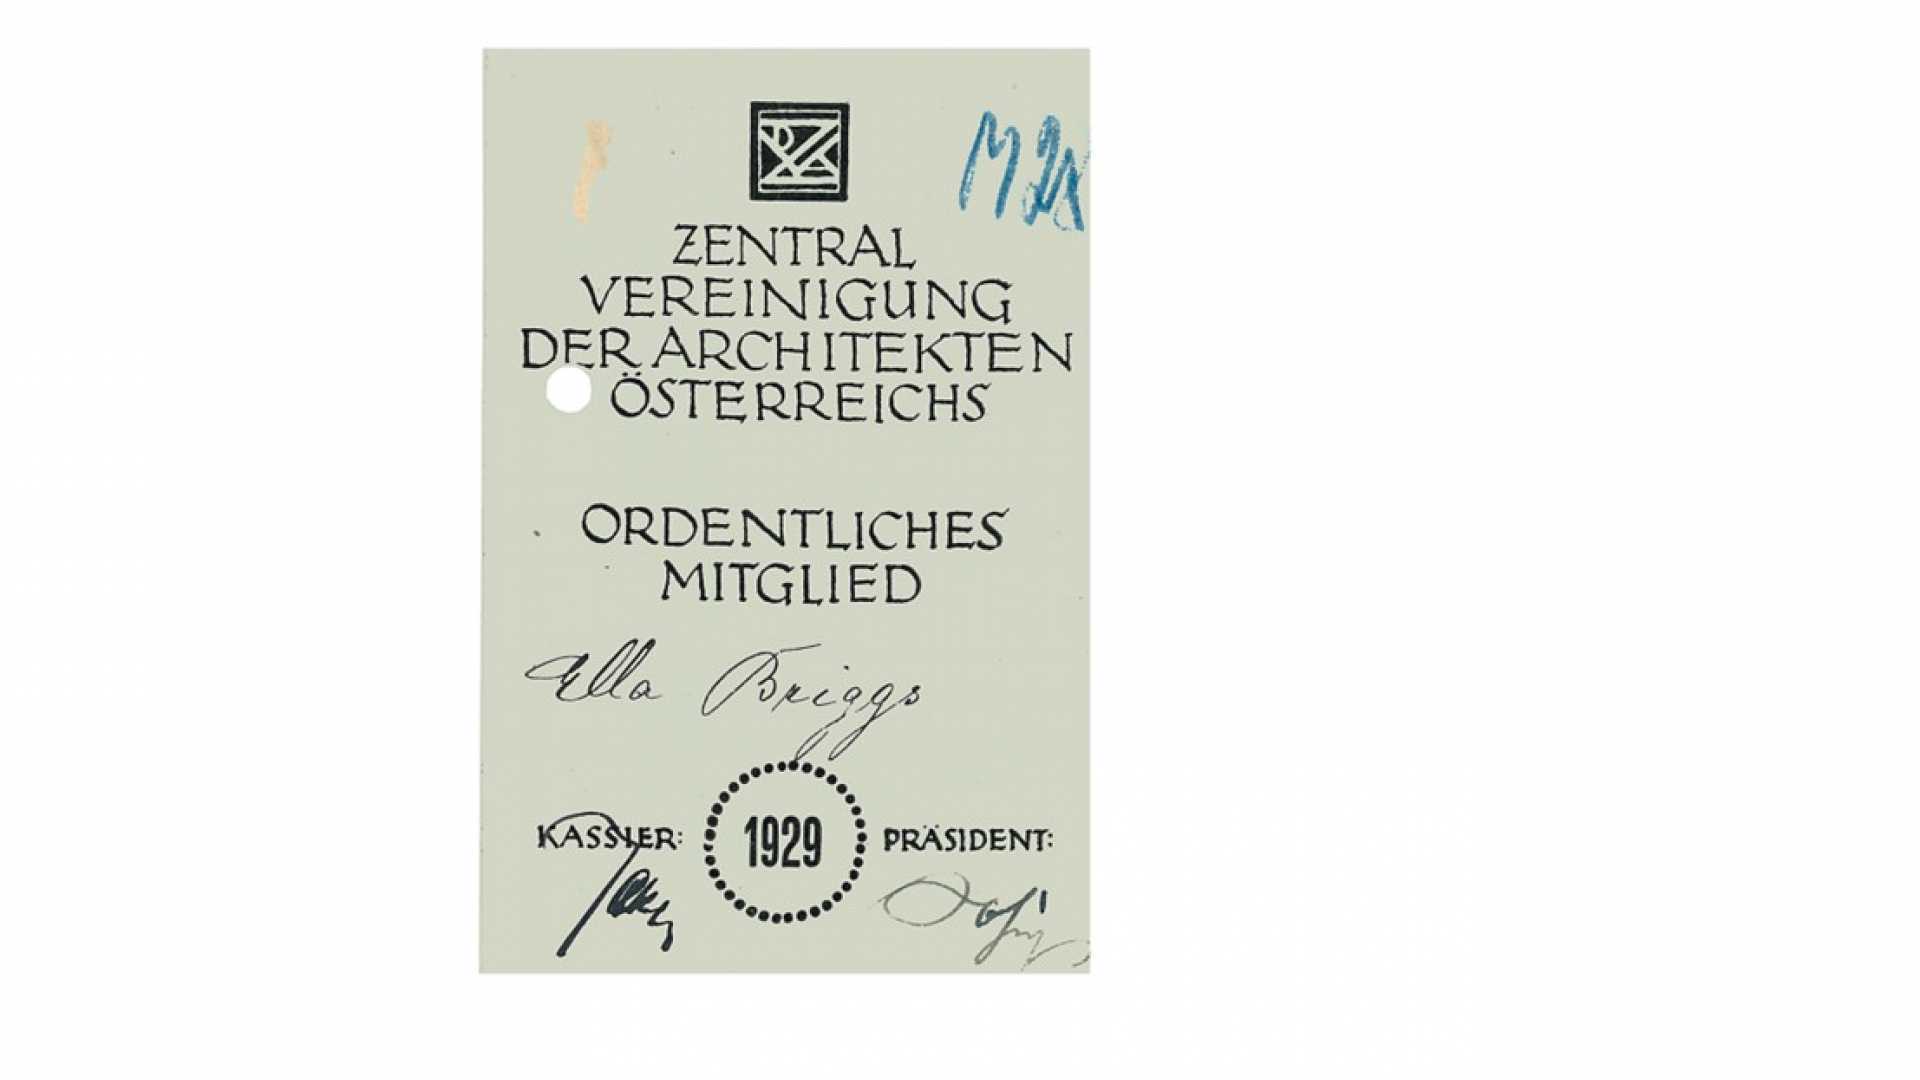 ZENTRAL
VEREINIGUNG
DER ARCHITEKTEN
ÖSTERREICHS
ORDENTLICHES
MITGLIED
Ella Briggs
KASSIER: 1929 PRÄSIDENT: